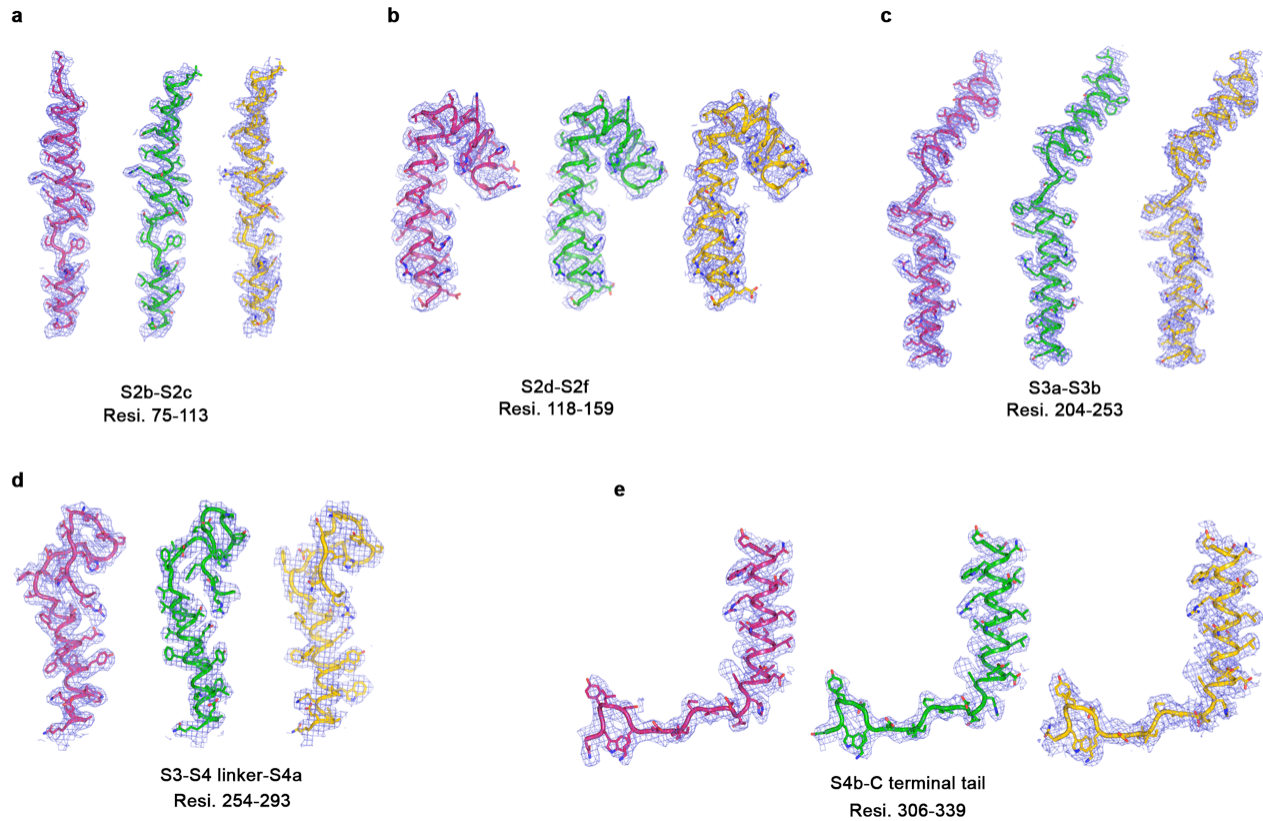 a
b
c
S2b-S2c
Resi. 75-113
S2d-S2f
Resi. 118-159
S3a-S3b
Resi. 204-253
d
e
S3-S4 linker-S4a
Resi. 254-293
S4b-C terminal tail
Resi. 306-339